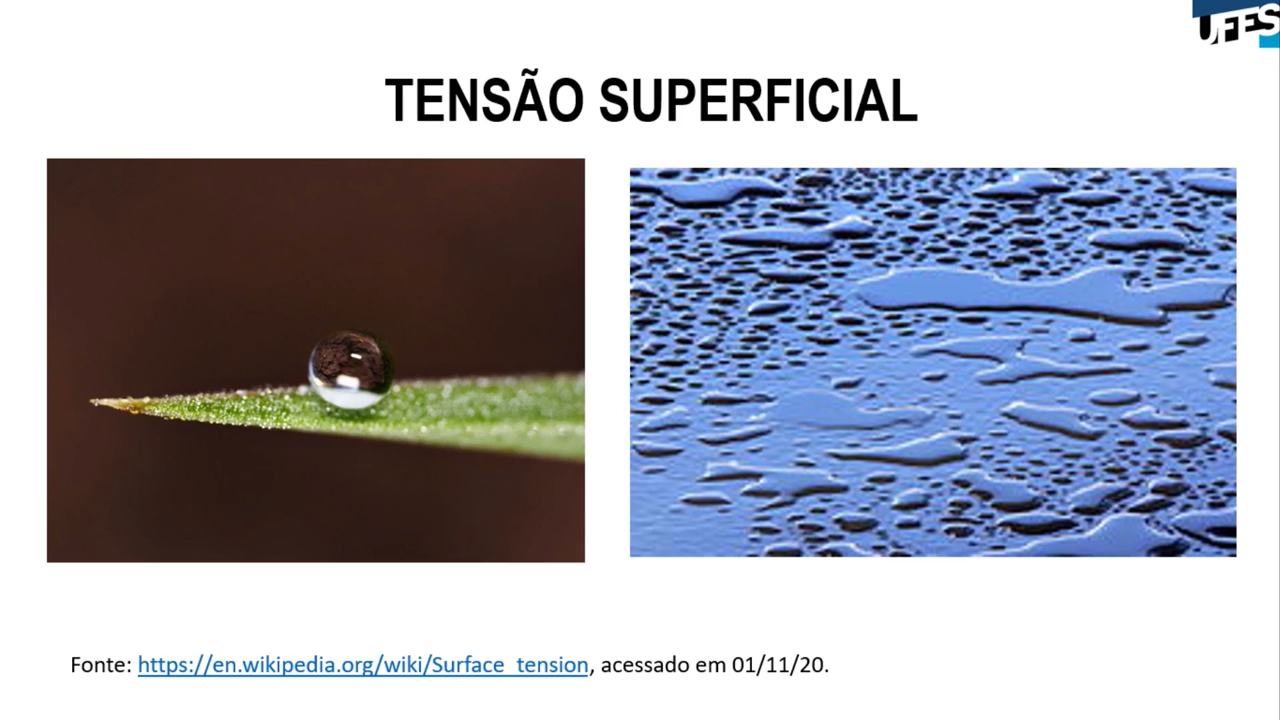 UFES
TENSÃO SUPERFICIAL
Fonte: https://en.wikipedia.org/wiki/Surface_tension, acessado em 01/11/20.